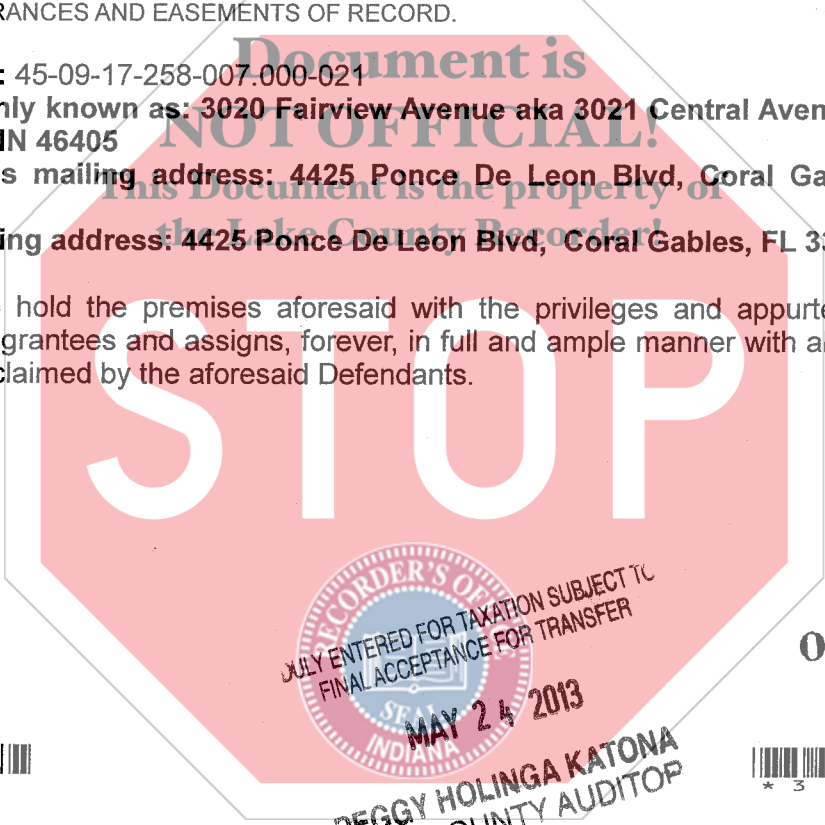 RANCES AND EASEMENTS OF RECORD.
Document is
: 45-09-17-258-007.000-021
nly known as: 3020 Fairview Avenue aka 3021 Central Aven
NOT OFFICIAL!
IN 46405
s mailing address: 4425 Ponce De Leon Blvd, Coral Ga
This Document is the property of
the Lake County Recorder!
ing address: 4425 Ponce De Leon Blvd, Coral Gables, FL 33
hold the premises aforesaid with the privileges and appurte
grantees and assigns, forever, in full and ample manner with a
claimed by the aforesaid Defendants.
STOP
RECORDER'S OFFICE
SEAL
INDIANA
DULY ENTERED FOR TAXATION SUBJECT TO
FINAL ACCEPTANCE FOR TRANSFER
MAY 24 2013
PEGGY HOLINGA KATONA
COUNTY AUDITOR
O
* 3